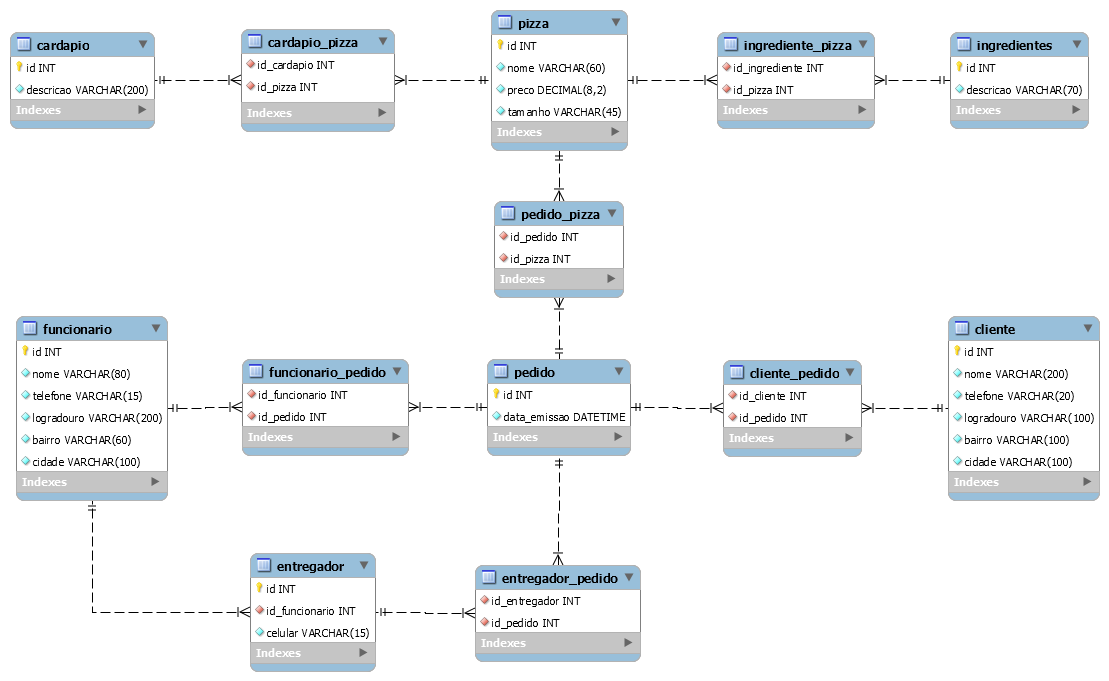 cardapio
id INT
descricao VARCHAR(200)
Indexes
cardapio_pizza
id_cardapio INT
id_pizza INT
Indexes
pizza
id INT
nome VARCHAR(60)
preco DECIMAL(8,2)
tamanho VARCHAR(45)
Indexes
ingrediente_pizza
id_ingrediente INT
id_pizza INT
Indexes
ingredientes
id INT
descricao VARCHAR(70)
Indexes
pedido_pizza
id_pedido INT
id_pizza INT
Indexes
funcionario
id INT
nome VARCHAR(80)
telefone VARCHAR(15)
logradouro VARCHAR(200)
bairro VARCHAR(60)
cidade VARCHAR(100)
Indexes
funcionario_pedido
id_funcionario INT
id_pedido INT
Indexes
pedido
id INT
data_emissao DATETIME
Indexes
cliente_pedido
id_cliente INT
id_pedido INT
Indexes
cliente
id INT
nome VARCHAR(200)
telefone VARCHAR(20)
logradouro VARCHAR(100)
bairro VARCHAR(100)
cidade VARCHAR(100)
Indexes
entregador
id INT
id_funcionario INT
celular VARCHAR(15)
Indexes
entregador_pedido
id_entregador INT
id_pedido INT
Indexes